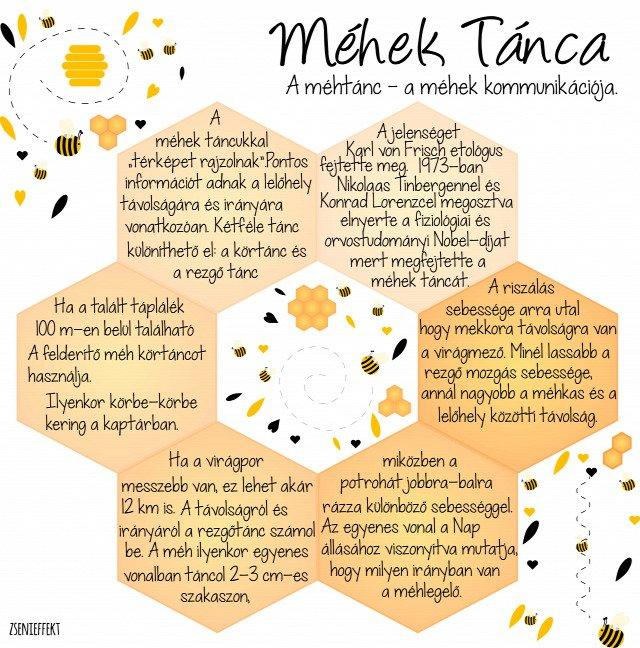 Méhek Tánca
A méhtánc - a méhek kommunikációja.
A
méhek táncukkal
„térképet rajzolnak".Pontos
információt adnak a lelőhely
távolságára és irányára
vonatkozóan. Kétféle tánc
különíthető el: a körtánc és
a rezgő tánc
A jelenséget
Karl von Frisch etológus
fejtette meg. 1973-ban
Nikolaas Tinbergennel és
Konrad Lorenzcel megosztva
elnyerte a fiziológiai és
orvostudományi Nobel-díjat
mert megfejtette a
méhek táncát.
Ha a talált táplálék
100 m-en belül található
A felderítő méh körtáncot
használja.
Ilyenkor körbe-körbe
kering a kaptárban.
A riszálás
sebessége arra utal
hogy mekkora távolságra van
a virágmező. Minél lassabb a
rezgő mozgás sebessége,
annál nagyobb a méhkas és a
lelőhely közötti távolság.
Ha a virágpor
messzebb van, ez lehet akár
12 km is. A távolságról és
irányáról a rezgőtánc számol
be. A méh ilyenkor egyenes
vonalban táncol 2-3 cm-es
szakaszon,
miközben a
potrohát jobbra-balra
rázza különböző sebességgel.
Az egyenes vonal a Nap
állásához viszonyítva mutatja,
hogy milyen irányban van
a méhlegelő.
ZSENIEFFEKT